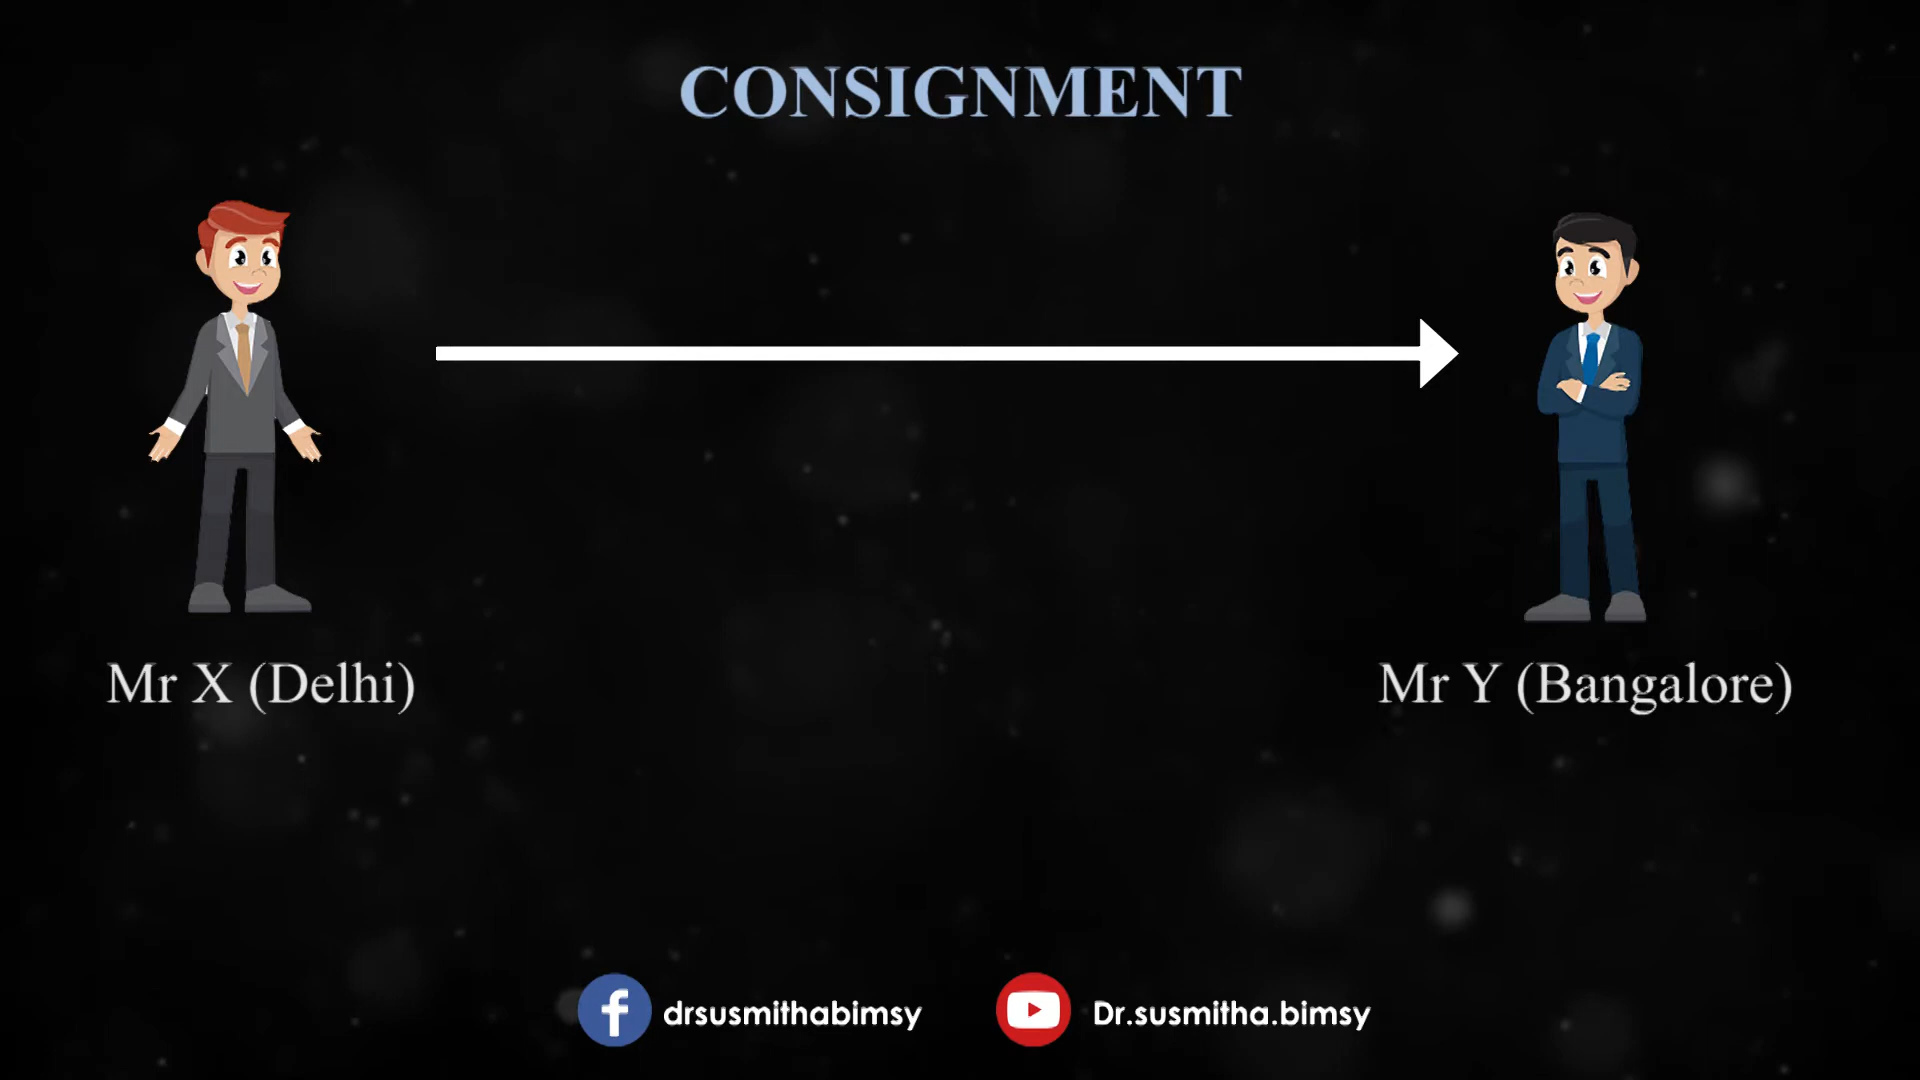 CONSIGNMENT
Mr X (Delhi)
Mr Y (Bangalore)
drsusmithabimsy
Dr.susmitha.bimsy